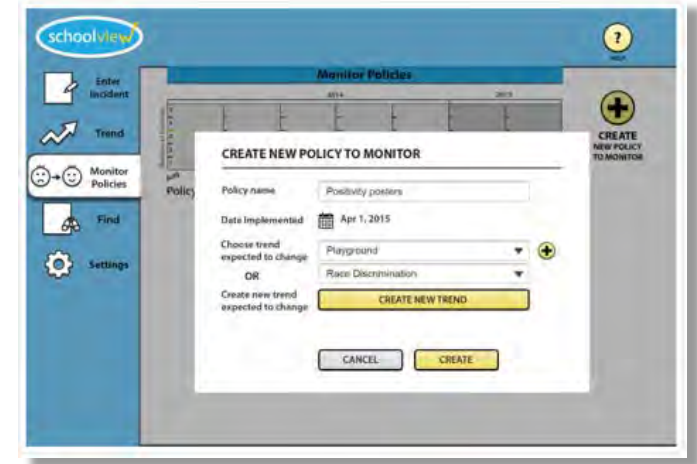 schoolview
?
HELP
Enter
Incident
Trend
Monitor
Policies
Find
Settings
Monitor Policies
2014 2015
CREATE
NEW POLICY
TO MONITOR
Policy
CREATE NEW POLICY TO MONITOR
Policy name Positivity posters
Date Implemented Apr 1, 2015
Choose trend
expected to change
Playground
OR
Race Discrimination
Create new trend
expected to change
CREATE NEW TREND
CANCEL CREATE